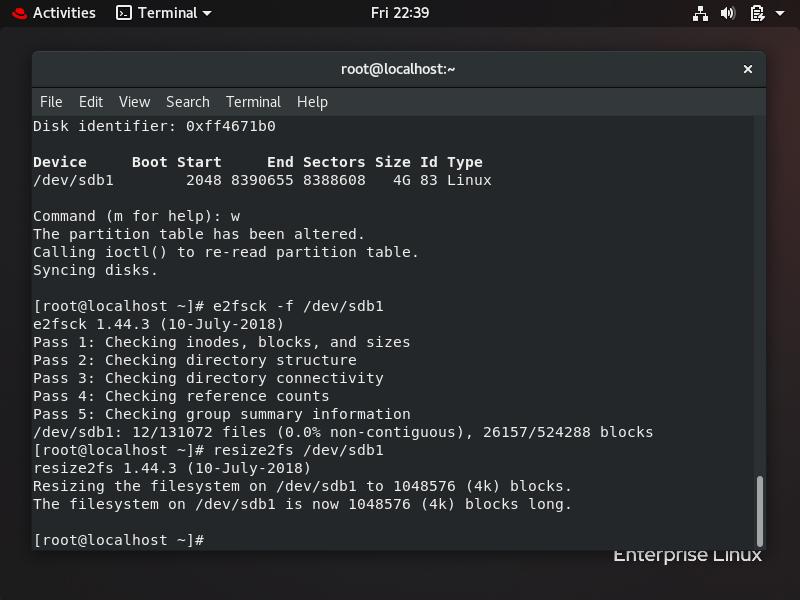 Activities Terminal Fri 22:39
root@localhost:~
File Edit View Search Terminal Help
Disk identifier: 0xff4671b0
Device     Boot Start     End Sectors Size Id Type
/dev/sdb1        2048 8390655 8388608   4G 83 Linux
Command (m for help): w
The partition table has been altered.
Calling ioctl() to re-read partition table.
Syncing disks.
[root@localhost ~]# e2fsck -f /dev/sdb1
e2fsck 1.44.3 (10-July-2018)
Pass 1: Checking inodes, blocks, and sizes
Pass 2: Checking directory structure
Pass 3: Checking directory connectivity
Pass 4: Checking reference counts
Pass 5: Checking group summary information
/dev/sdb1: 12/131072 files (0.0% non-contiguous), 26157/524288 blocks
[root@localhost ~]# resize2fs /dev/sdb1
resize2fs 1.44.3 (10-July-2018)
Resizing the filesystem on /dev/sdb1 to 1048576 (4k) blocks.
The filesystem on /dev/sdb1 is now 1048576 (4k) blocks long.
[root@localhost ~]#
Enterprise Linux